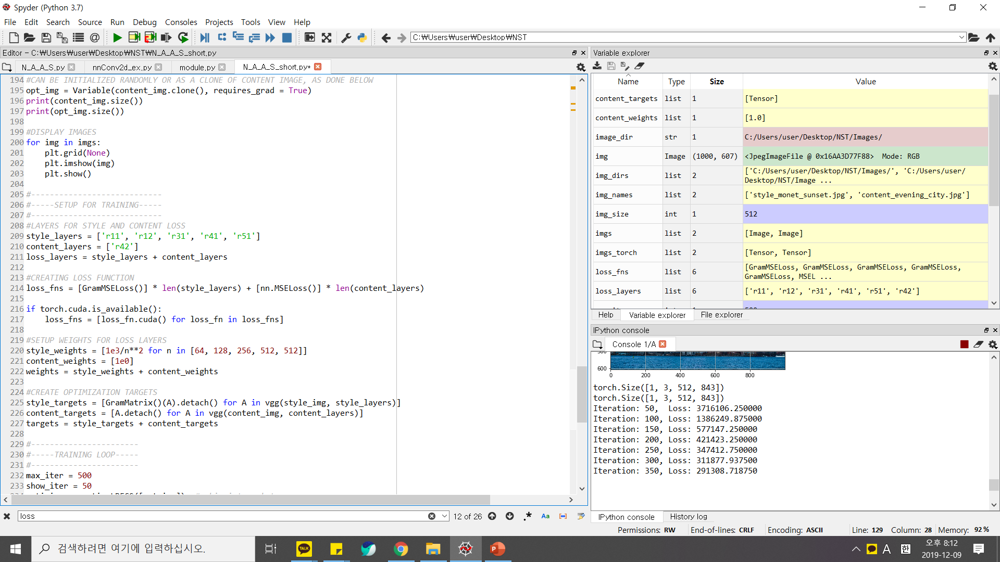 Spyder (Python 3.7)
File Edit Search Source Run Debug Consoles Projects Tools View Help
C:₩Users₩user₩Desktop₩NST
Editor - C:₩Users₩user₩Desktop₩NST₩N_A_A_S_short.py
N_A_A_S.py nnConv2d_ex.py module.py N_A_A_S_short.py*
194 #CAN BE INITIALIZED RANDOMLY OR AS A CLONE OF CONTENT IMAGE, AS DONE BELOW
195 opt_img = Variable(content_img.clone(), requires_grad = True)
196 print(content_img.size())
197 print(opt_img.size())
198
199 #DISPLAY IMAGES
200 for img in imgs:
201     plt.grid(None)
202     plt.imshow(img)
203     plt.show()
204
205 #----------------------------
206 #-----SETUP FOR TRAINING-----
207 #----------------------------
208 #LAYERS FOR STYLE AND CONTENT LOSS
209 style_layers = ['r11', 'r12', 'r31', 'r41', 'r51']
210 content_layers = ['r42']
211 loss_layers = style_layers + content_layers
212
213 #CREATING LOSS FUNCTION
214 loss_fns = [GramMSELoss()] * len(style_layers) + [nn.MSELoss()] * len(content_layers)
215
216 if torch.cuda.is_available():
217     loss_fns = [loss_fn.cuda() for loss_fn in loss_fns]
218
219 #SETUP WEIGHTS FOR LOSS LAYERS
220 style_weights = [1e3/n**2 for n in [64, 128, 256, 512, 512]]
221 content_weights = [1e0]
222 weights = style_weights + content_weights
223
224 #CREATE OPTIMIZATION TARGETS
225 style_targets = [GramMatrix()(A).detach() for A in vgg(style_img, style_layers)]
226 content_targets = [A.detach() for A in vgg(content_img, content_layers)]
227 targets = style_targets + content_targets
228
229 #-----------------------
230 #-----TRAINING LOOP-----
231 #-----------------------
232 max_iter = 500
233 show_iter = 50
loss 12 of 26 .* Aa
Variable explorer
Name Type Size Value
content_targets list 1 [Tensor]
content_weights list 1 [1.0]
image_dir str 1 C:/Users/user/Desktop/NST/Images/
img Image (1000, 607) <JpegImageFile @ 0x16AA3D77F88> Mode: RGB
img_dirs list 2 ['C:/Users/user/Desktop/NST/Images/', 'C:/Users/user/
Desktop/NST/Image ...
img_names list 2 ['style_monet_sunset.jpg', 'content_evening_city.jpg']
img_size int 1 512
imgs list 2 [Image, Image]
imgs_torch list 2 [Tensor, Tensor]
loss_fns list 6 [GramMSELoss, GramMSELoss, GramMSELoss, GramMSELoss,
GramMSELoss, MSEL ...
loss_layers list 6 ['r11', 'r12', 'r31', 'r41', 'r51', 'r42']
Help Variable explorer File explorer
IPython console
Console 1/A
600
0 200 400 600 800
torch.Size([1, 3, 512, 843])
torch.Size([1, 3, 512, 843])
Iteration: 50,  Loss: 3716106.250000
Iteration: 100, Loss: 1386249.875000
Iteration: 150, Loss: 577147.250000
Iteration: 200, Loss: 421423.250000
Iteration: 250, Loss: 347412.750000
Iteration: 300, Loss: 311877.937500
Iteration: 350, Loss: 291308.718750
IPython console History log
Permissions: RW End-of-lines: CRLF Encoding: ASCII Line: 129 Column: 28 Memory: 92 %
검색하려면 여기에 입력하십시오.
TALK
A 한 오후 8:12
2019-12-09